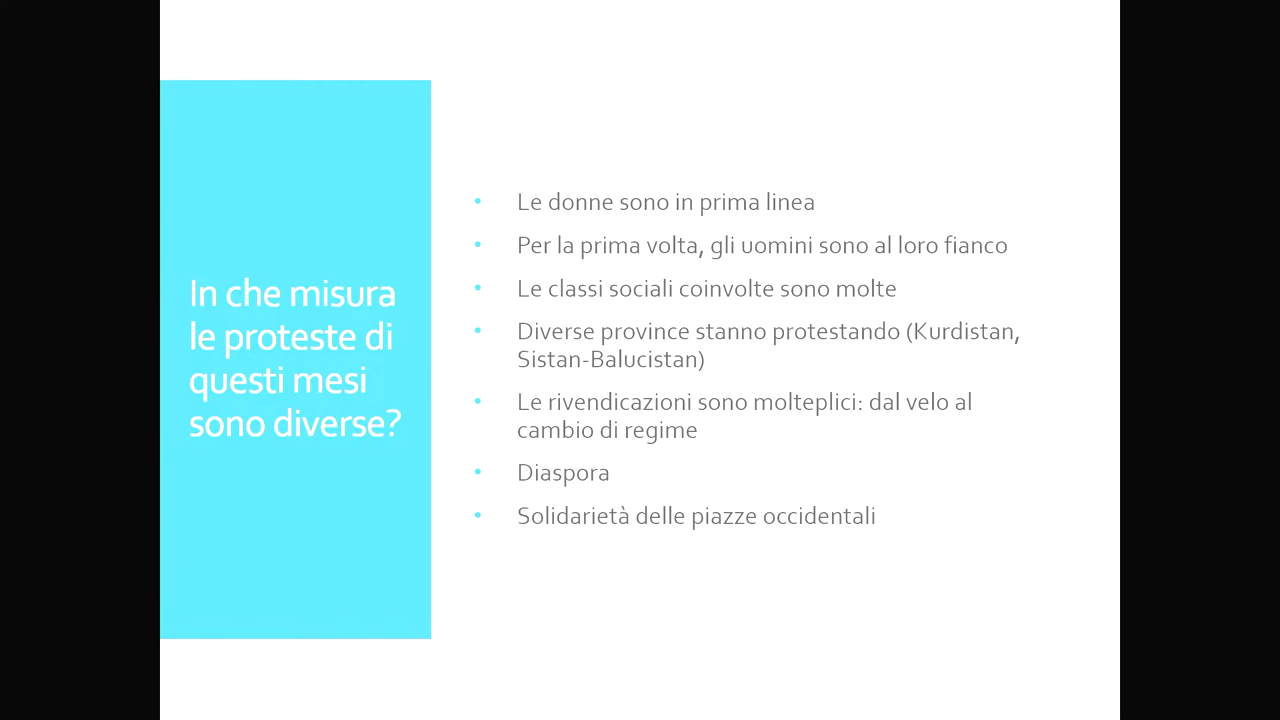 In che misura
le proteste di
questi mesi
sono diverse?
• Le donne sono in prima linea
• Per la prima volta, gli uomini sono al loro fianco
• Le classi sociali coinvolte sono molte
• Diverse province stanno protestando (Kurdistan,
Sistan-Balucistan)
• Le rivendicazioni sono molteplici: dal velo al
cambio di regime
• Diaspora
• Solidarietà delle piazze occidentali